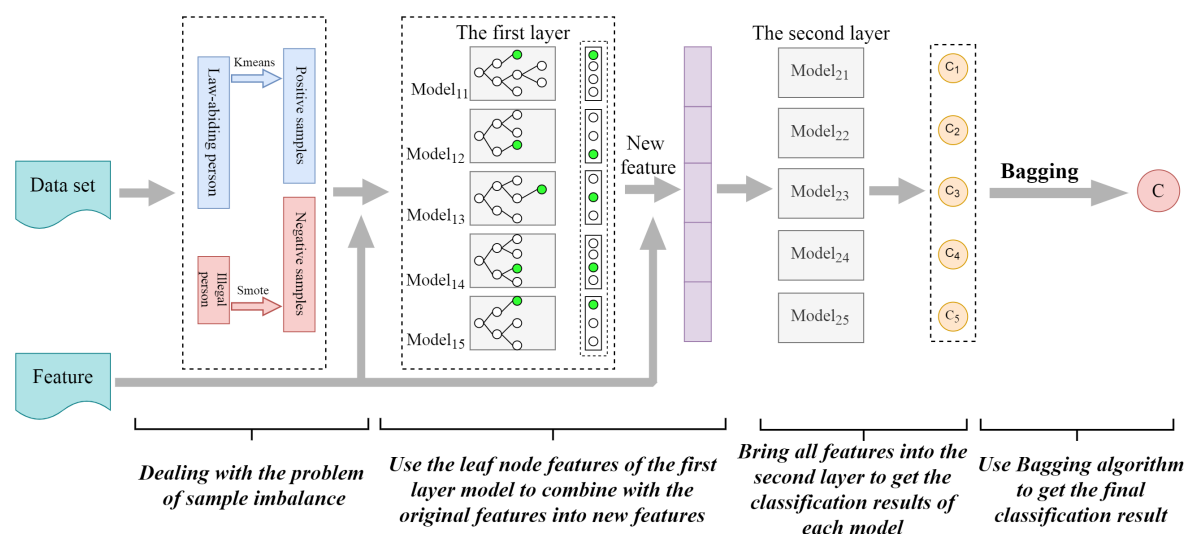 Data set
Feature
Law-abiding person
Kmeans
Positive samples
Illegal
person
Smote
Negative samples
The first layer
Model11
Model12
Model13
Model14
Model15
New
feature
The second layer
Model21
Model22
Model23
Model24
Model25
C1
C2
C3
C4
C5
Bagging
C
Dealing with the problem
of sample imbalance
Use the leaf node features of the first
layer model to combine with the
original features into new features
Bring all features into the
second layer to get the
classification results of
each model
Use Bagging algorithm
to get the final
classification result